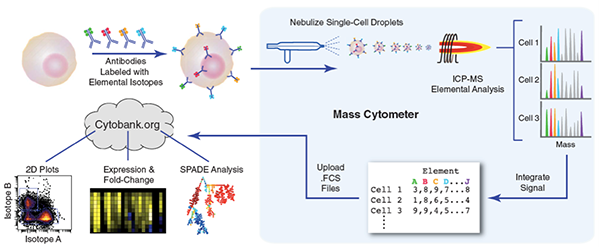 Antibodies
Labeled with
Elemental Isotopes
Nebulize Single-Cell Droplets
ICP-MS
Elemental Analysis
Cell 1
Cell 2
Cell 3
Mass
Mass Cytometer
Integrate
Signal
Element
A B C D...J
Cell 1 3,8,9,7...8
Cell 2 1,8,6,5...4
Cell 3 9,9,4,5...7
Upload
.FCS
Files
Cytobank.org
2D Plots
Isotope B
Isotope A
Expression &
Fold-Change
SPADE Analysis